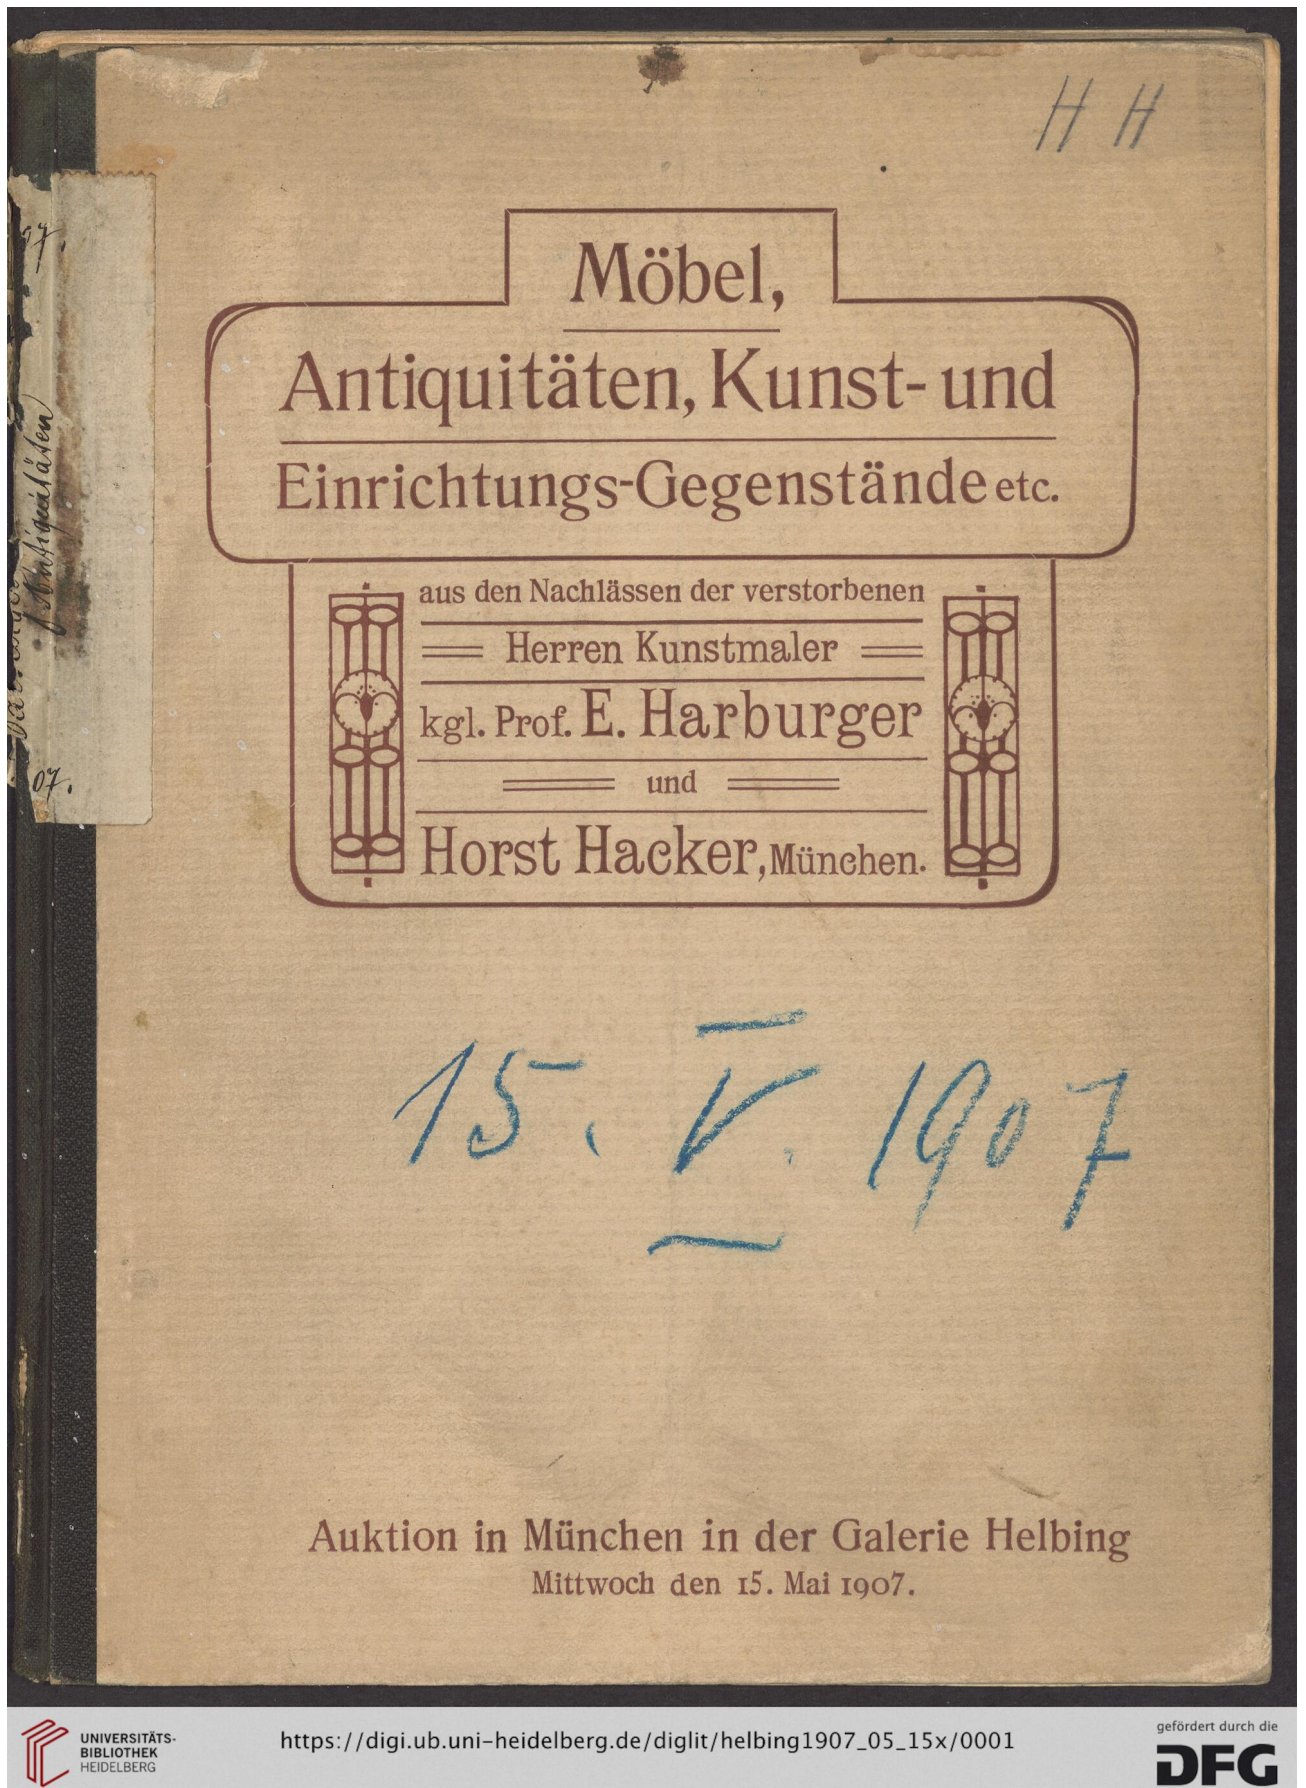 H H
Möbel,
Antiquitäten, Kunst- und
Einrichtungs-Gegenstände etc.
aus den Nachlässen der verstorbenen
Herren Kunstmaler
kgl. Prof. E. Harburger
und
Horst Hacker, München.
Antiquitäten
07.
15. V. 1907
Auktion in München in der Galerie Helbing
Mittwoch den 15. Mai 1907.
UNIVERSITÄTS-
BIBLIOTHEK
HEIDELBERG
https://digi.ub.uni-heidelberg.de/diglit/helbing1907_05_15x/0001
gefördert durch die
DFG